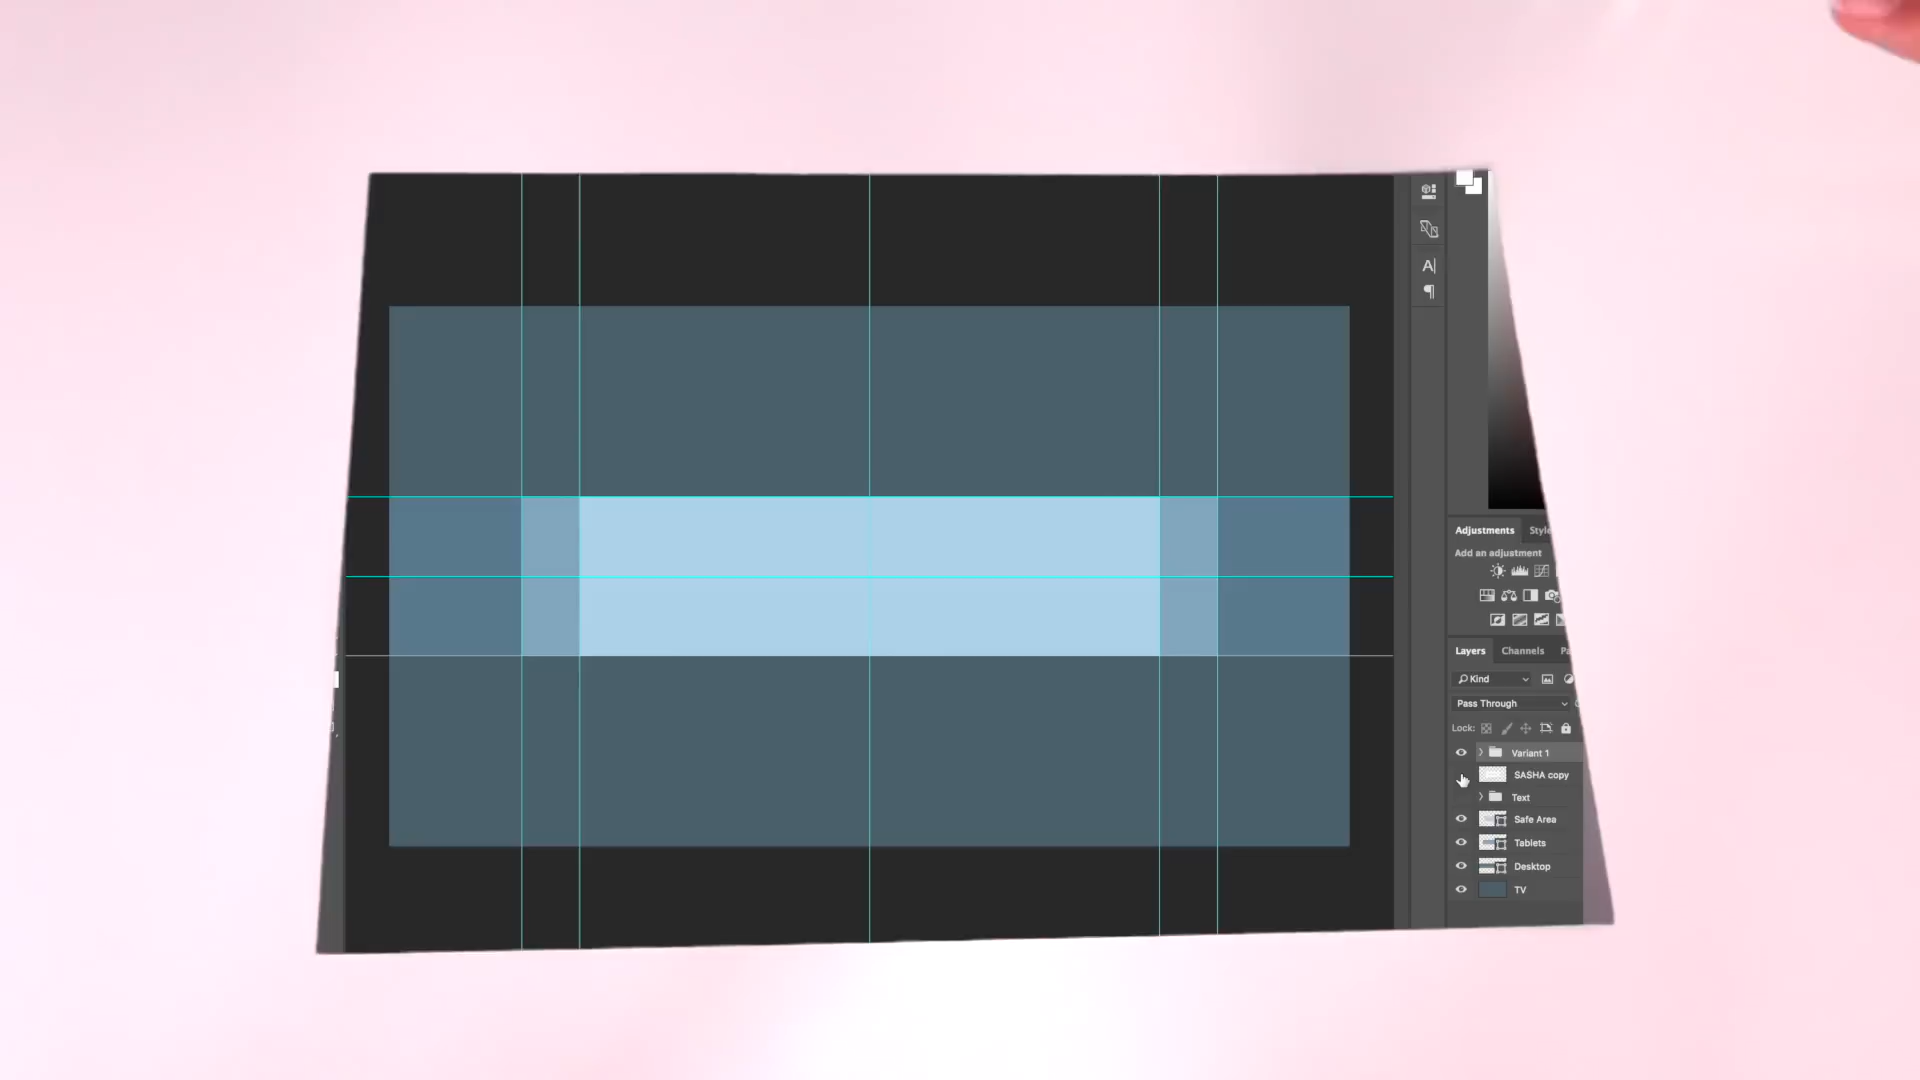 A|
Adjustments Style
Add an adjustment
Layers Channels
Kind
Pass Through
Lock:
Variant 1
SASHA copy
Text
Safe Area
Tablets
Desktop
TV